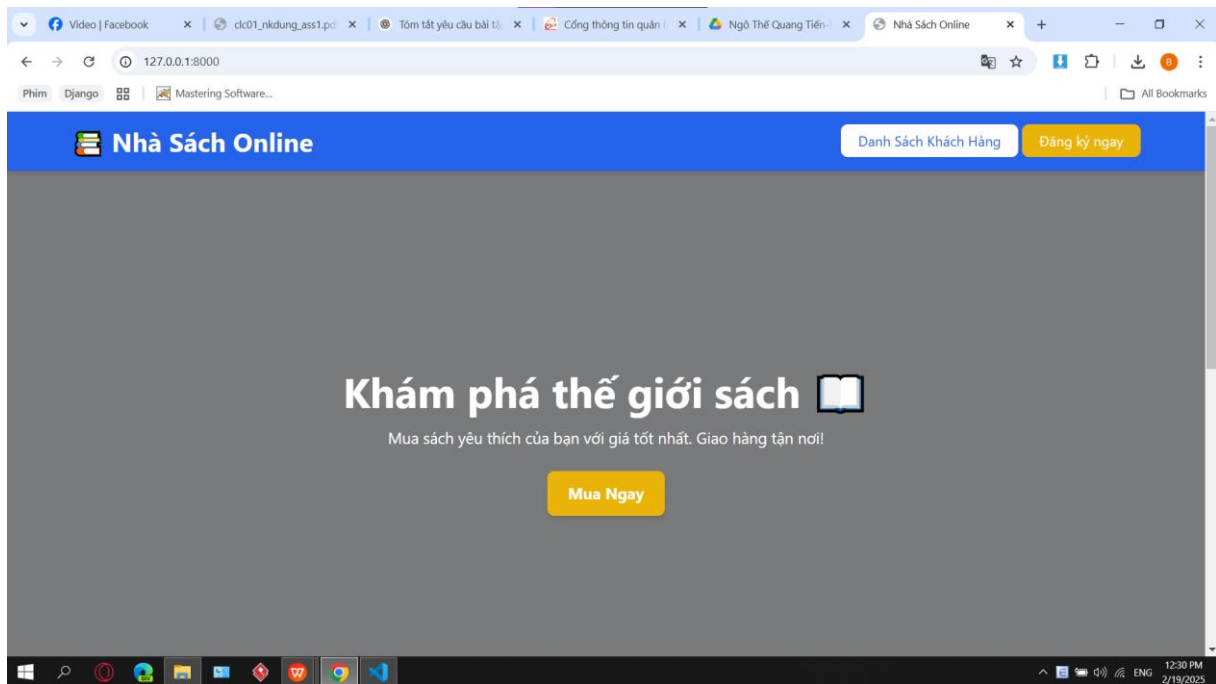 Video | Facebook
clc01_nkdung_ass1.pd
Tóm tắt yêu cầu bài tậ
Cổng thông tin quản l
Ngô Thế Quang Tiến-
Nhà Sách Online
127.0.0.1:8000
Phim
Django
Mastering Software...
All Bookmarks
Nhà Sách Online
Danh Sách Khách Hàng
Đăng ký ngay
Khám phá thế giới sách
Mua sách yêu thích của bạn với giá tốt nhất. Giao hàng tận nơi!
Mua Ngay
ENG
12:30 PM
2/19/2025